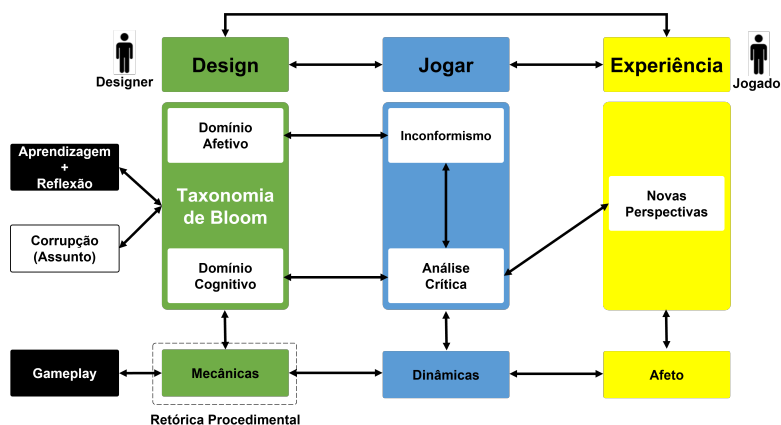 Designer
Design
Jogar
Experiência
Jogado
Domínio
Afetivo
Inconformismo
Aprendizagem
+
Reflexão
Taxonomia
de Bloom
Novas
Perspectivas
Corrupção
(Assunto)
Domínio
Cognitivo
Análise
Crítica
Gameplay
Mecânicas
Dinâmicas
Afeto
Retórica Procedimental